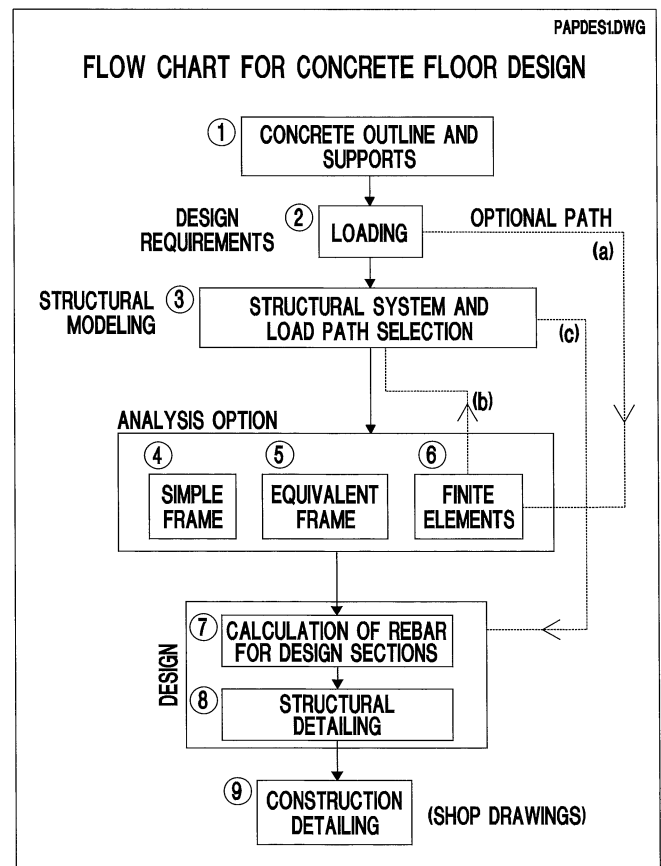 PAPDES1.DWG
FLOW CHART FOR CONCRETE FLOOR DESIGN
1
CONCRETE OUTLINE AND
SUPPORTS
DESIGN
REQUIREMENTS
2
LOADING
OPTIONAL PATH
(a)
STRUCTURAL
MODELING
3
STRUCTURAL SYSTEM AND
LOAD PATH SELECTION
(c)
(b)
ANALYSIS OPTION
4
SIMPLE
FRAME
5
EQUIVALENT
FRAME
6
FINITE
ELEMENTS
DESIGN
7
CALCULATION OF REBAR
FOR DESIGN SECTIONS
8
STRUCTURAL
DETAILING
9
CONSTRUCTION
DETAILING
(SHOP DRAWINGS)